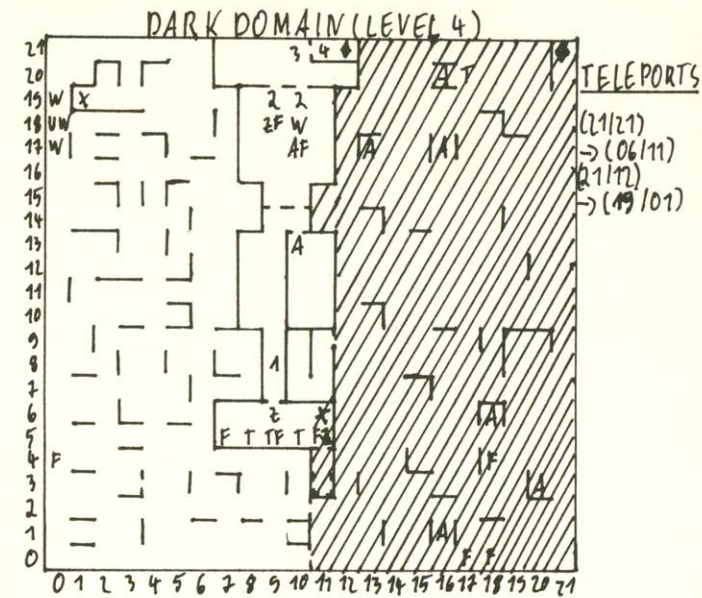 DARK DOMAIN (LEVEL 4)
21 3 4
20 A T
19 W X 2 2
18 UW ZF W
17 W AF A A
16
15
14
13 A
12
11
10
9
8 1
7
6 Z X A
5 F T TF T F
4 F F
3 A
2
1 A
0 F F
0 1 2 3 4 5 6 7 8 9 10 11 12 13 14 15 16 17 18 19 20 21
TELEPORTS
(21/21)
→ (06/11)
(21/12)
→ (19/01)